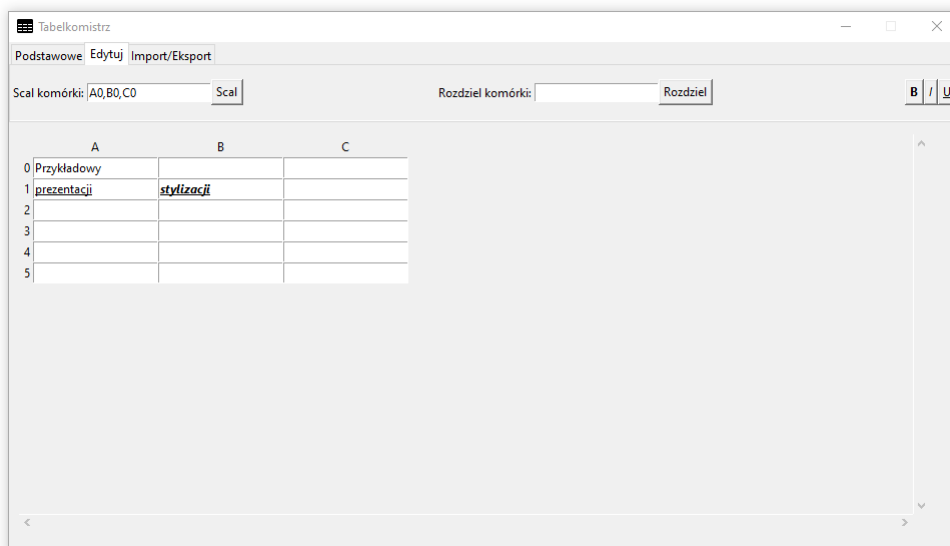 Tabelkomistrz
Podstawowe Edytuj Import/Eksport
Scal komórki: A0,B0,C0 Scal Rozdziel komórki: Rozdziel B I U
A B C
0 Przykładowy
1 prezentacji stylizacji
2
3
4
5